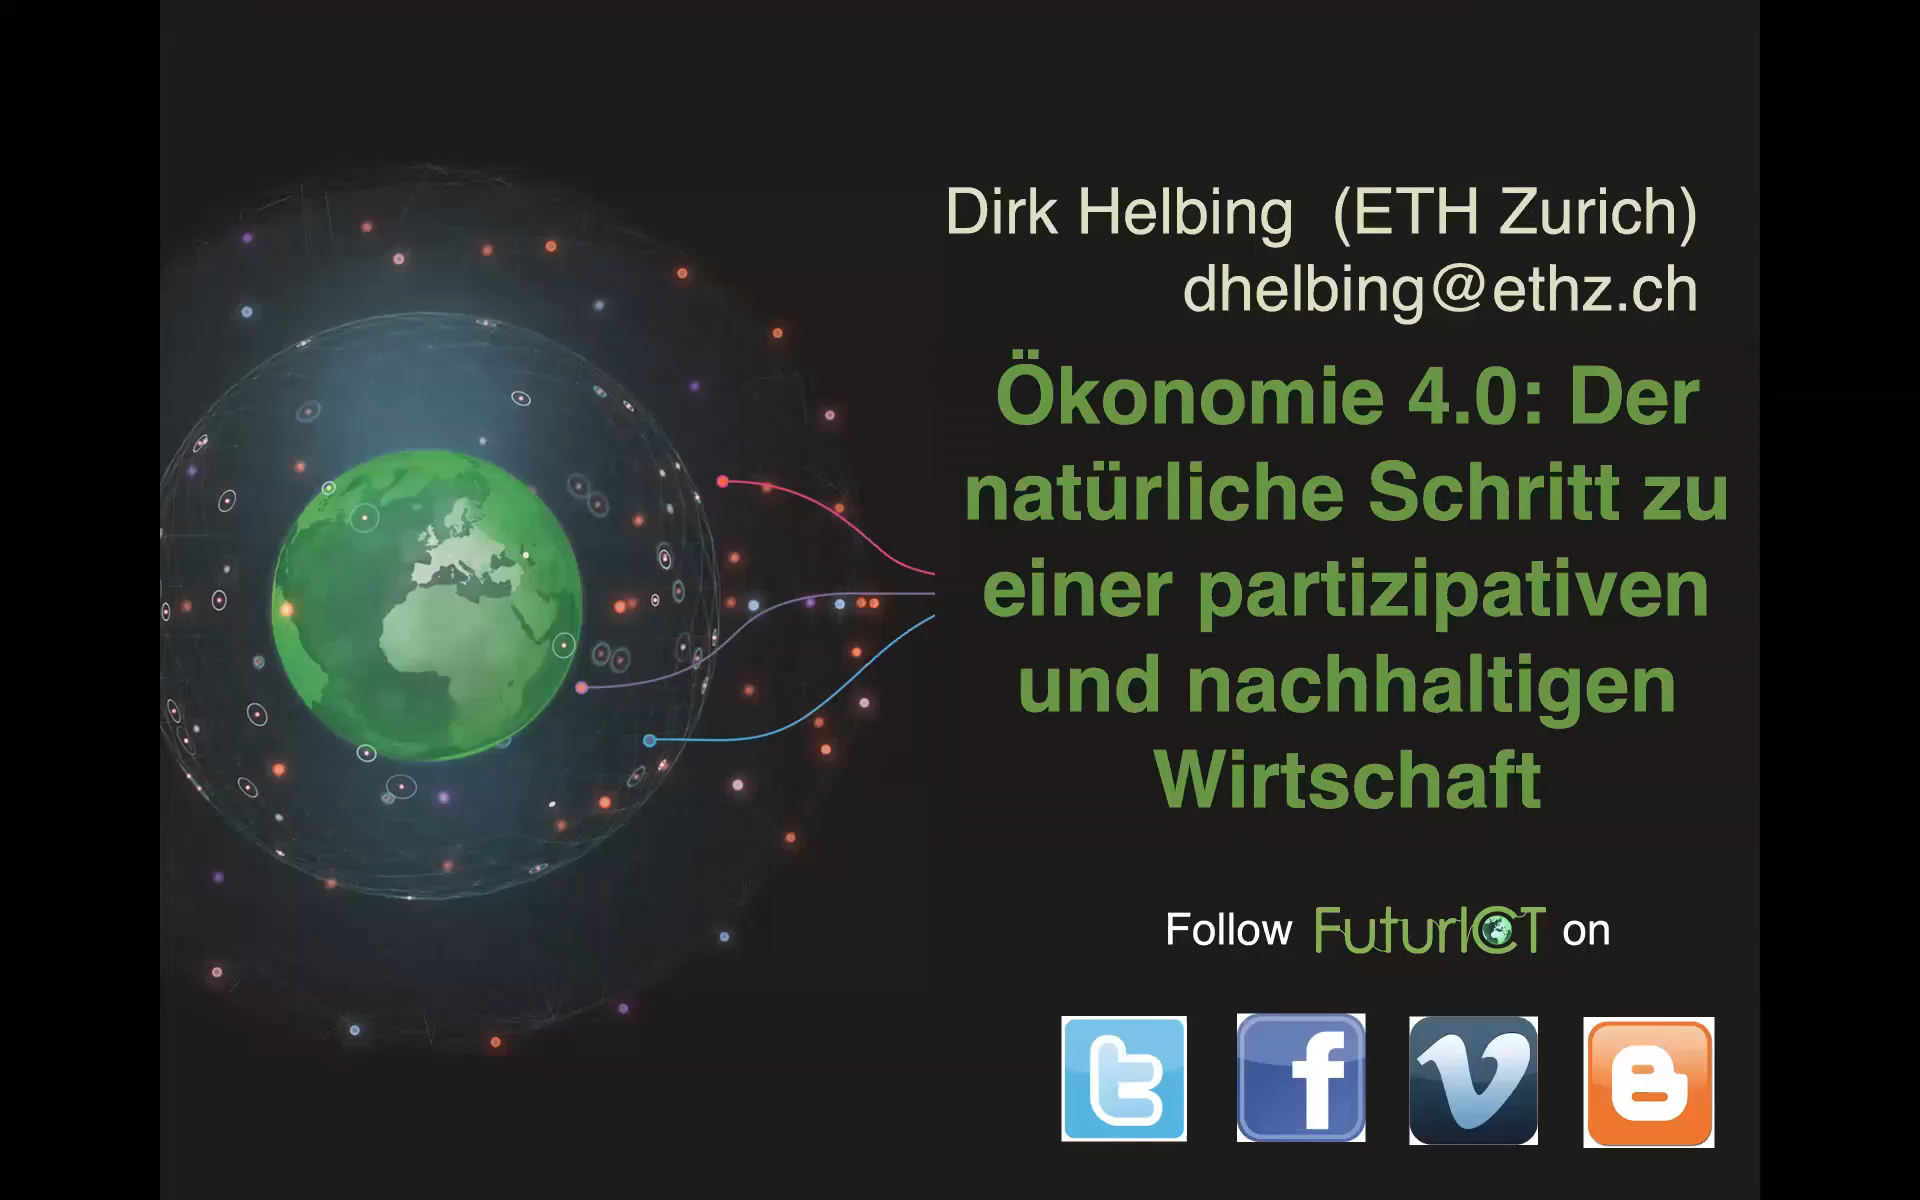 Dirk Helbing (ETH Zurich)
dhelbing@ethz.ch
Ökonomie 4.0: Der
natürliche Schritt zu
einer partizipativen
und nachhaltigen
Wirtschaft
Follow FuturICT on